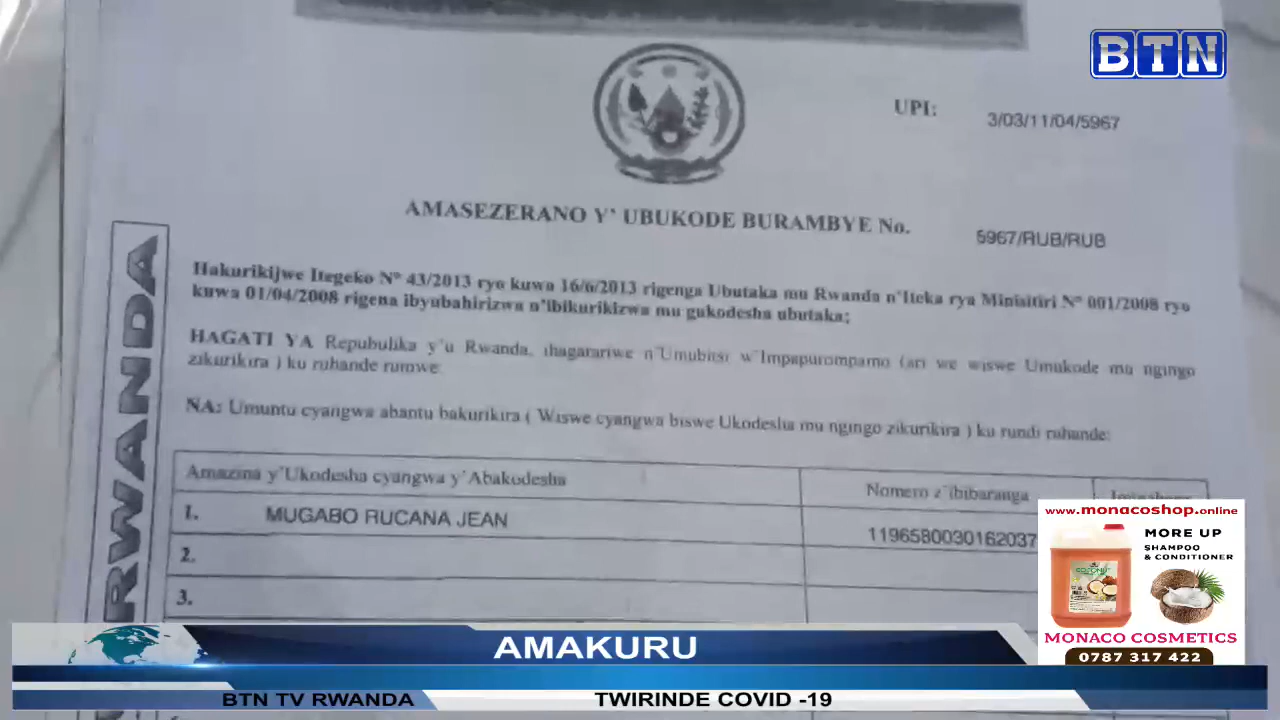 BTN
UPI: 3/03/11/04/5967
AMASEZERANO Y' UBUKODE BURAMBYE No. 5967/RUB/RUB
Hakurikijwe Itegeko N° 43/2013 ryo kuwa 16/6/2013 rigenga Ubutaka mu Rwanda n'Iteka rya Minisitiri N° 001/2008 ryo
kuwa 01/04/2008 rigena ibyubahirizwa n'ibikurikizwa mu gukodesha ubutaka;
HAGATI YA Repubulika y'u Rwanda, ihagarariwe n'Umubitsi w'Impapurompamo (ari we wiswe Umukode mu ngingo
zikurikira ) ku ruhande rumwe
NA: Umuntu cyangwa abantu bakurikira ( Wiswe cyangwa biswe Ukodesha mu ngingo zikurikira ) ku rundi ruhande:
Amazina y'Ukodesha cyangwa y'Abakodesha
Nomero z'ibibaranga
1. MUGABO RUCANA JEAN 1196580030162037
2.
3.
RWANDA
www.monacoshop.online
MORE UP
SHAMPOO
& CONDITIONER
COCONUT
MONACO COSMETICS
0787 317 422
AMAKURU
BTN TV RWANDA
TWIRINDE COVID -19